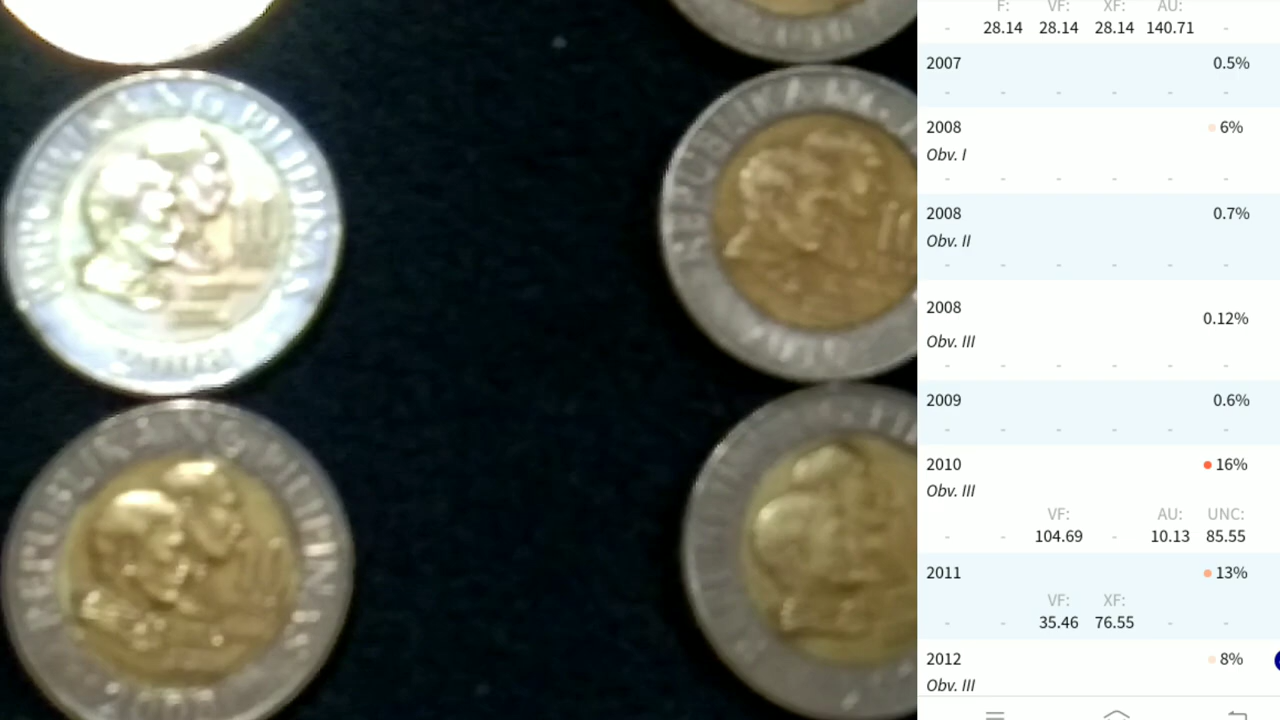 REPUBLIKA NG PILIPINAS
REPUBLIKA NG
REPUBLIKA NG PILIPINAS
F: VF: XF: AU:
- 28.14 28.14 28.14 140.71 -
2007 0.5%
- - - - - -
2008 6%
Obv. I
- - - - - -
2008 0.7%
Obv. II
- - - - - -
2008 0.12%
Obv. III
- - - - - -
2009 0.6%
- - - - - -
2010 16%
Obv. III
VF: AU: UNC:
- - 104.69 - 10.13 85.55
2011 13%
VF: XF:
- - 35.46 76.55 - -
2012 8%
Obv. III